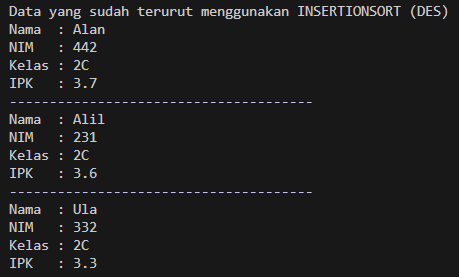 Data yang sudah terurut menggunakan INSERTIONSORT (DES)
Nama  : Alan
NIM   : 442
Kelas : 2C
IPK   : 3.7
--------------------------------------
Nama  : Alil
NIM   : 231
Kelas : 2C
IPK   : 3.6
--------------------------------------
Nama  : Ula
NIM   : 332
Kelas : 2C
IPK   : 3.3